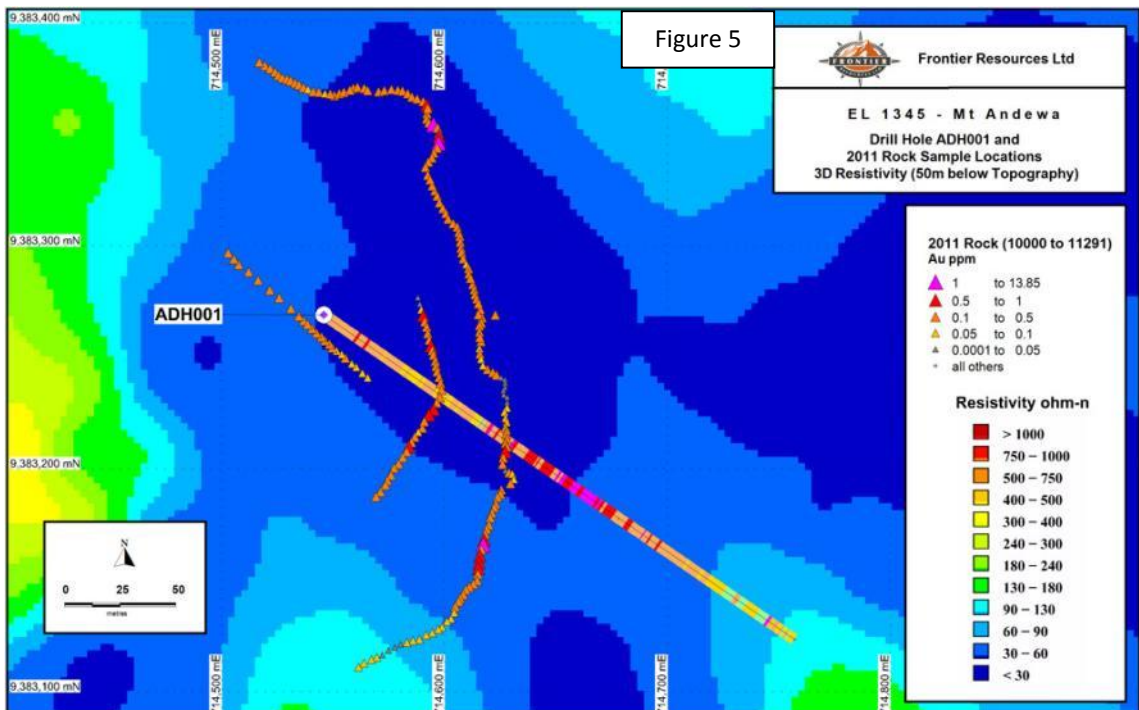 9,383,400 mN
714,500 mE
714,600 mE
Figure 5
FRONTIER
Frontier Resources Ltd
EL 1345 - Mt Andewa
Drill Hole ADH001 and
2011 Rock Sample Locations
3D Resistivity (50m below Topography)
9,383,300 mN
ADH001
9,383,200 mN
2011 Rock (10000 to 11291)
Au ppm
1 to 13.85
0.5 to 1
0.1 to 0.5
0.05 to 0.1
0.0001 to 0.05
all others
Resistivity ohm-n
> 1000
750 – 1000
500 – 750
400 – 500
300 – 400
240 – 300
180 – 240
130 – 180
90 – 130
60 – 90
30 – 60
< 30
N
0 25 50
metres
9,383,100 mN
714,500 mE
714,600 mE
714,700 mE
714,800 mE